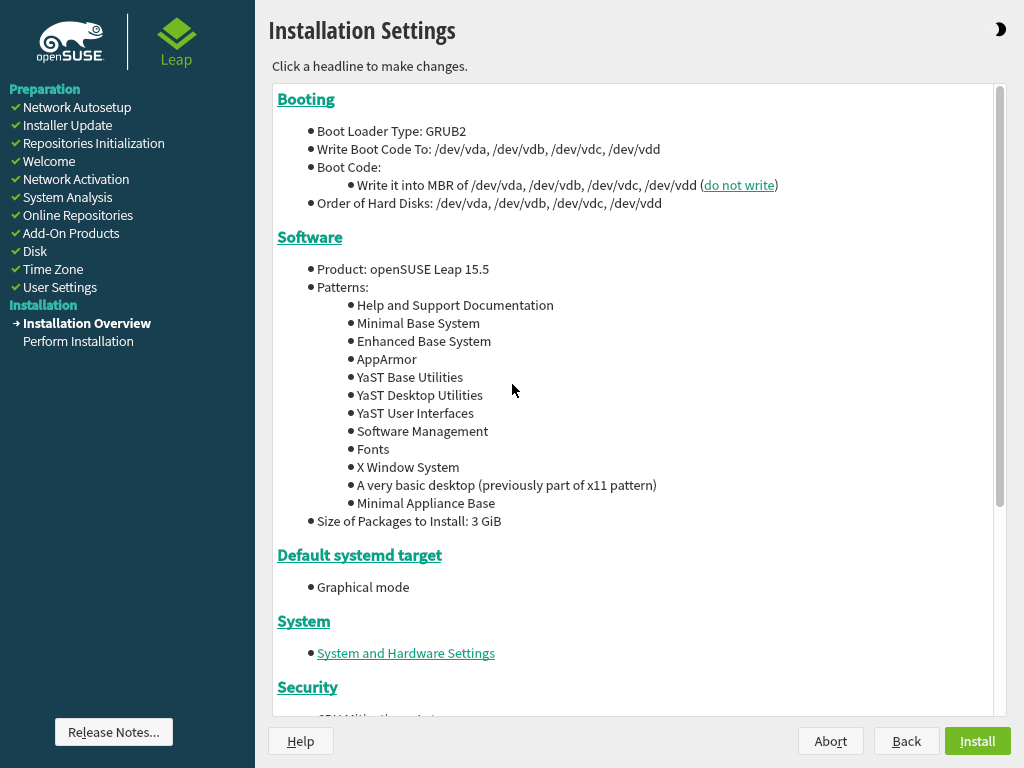 openSUSE.
Leap
Preparation
Network Autosetup
Installer Update
Repositories Initialization
Welcome
Network Activation
System Analysis
Online Repositories
Add-On Products
Disk
Time Zone
User Settings
Installation
Installation Overview
Perform Installation
Release Notes...
Installation Settings
Click a headline to make changes.
Booting
Boot Loader Type: GRUB2
Write Boot Code To: /dev/vda, /dev/vdb, /dev/vdc, /dev/vdd
Boot Code:
Write it into MBR of /dev/vda, /dev/vdb, /dev/vdc, /dev/vdd (do not write)
Order of Hard Disks: /dev/vda, /dev/vdb, /dev/vdc, /dev/vdd
Software
Product: openSUSE Leap 15.5
Patterns:
Help and Support Documentation
Minimal Base System
Enhanced Base System
AppArmor
YaST Base Utilities
YaST Desktop Utilities
YaST User Interfaces
Software Management
Fonts
X Window System
A very basic desktop (previously part of x11 pattern)
Minimal Appliance Base
Size of Packages to Install: 3 GiB
Default systemd target
Graphical mode
System
System and Hardware Settings
Security
Help
Abort
Back
Install